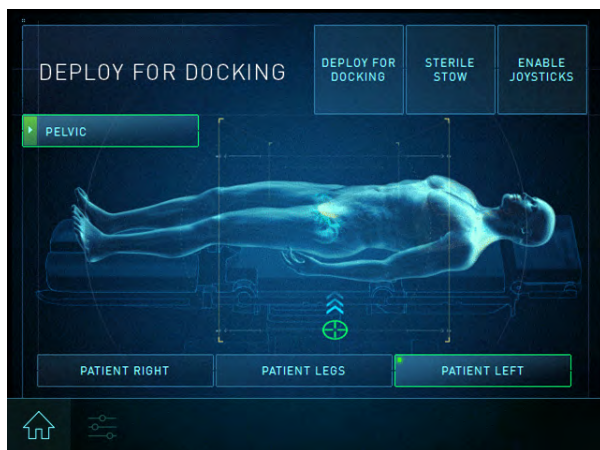 DEPLOY FOR DOCKING
DEPLOY FOR
DOCKING
STERILE
STOW
ENABLE
JOYSTICKS
PELVIC
PATIENT RIGHT
PATIENT LEGS
PATIENT LEFT